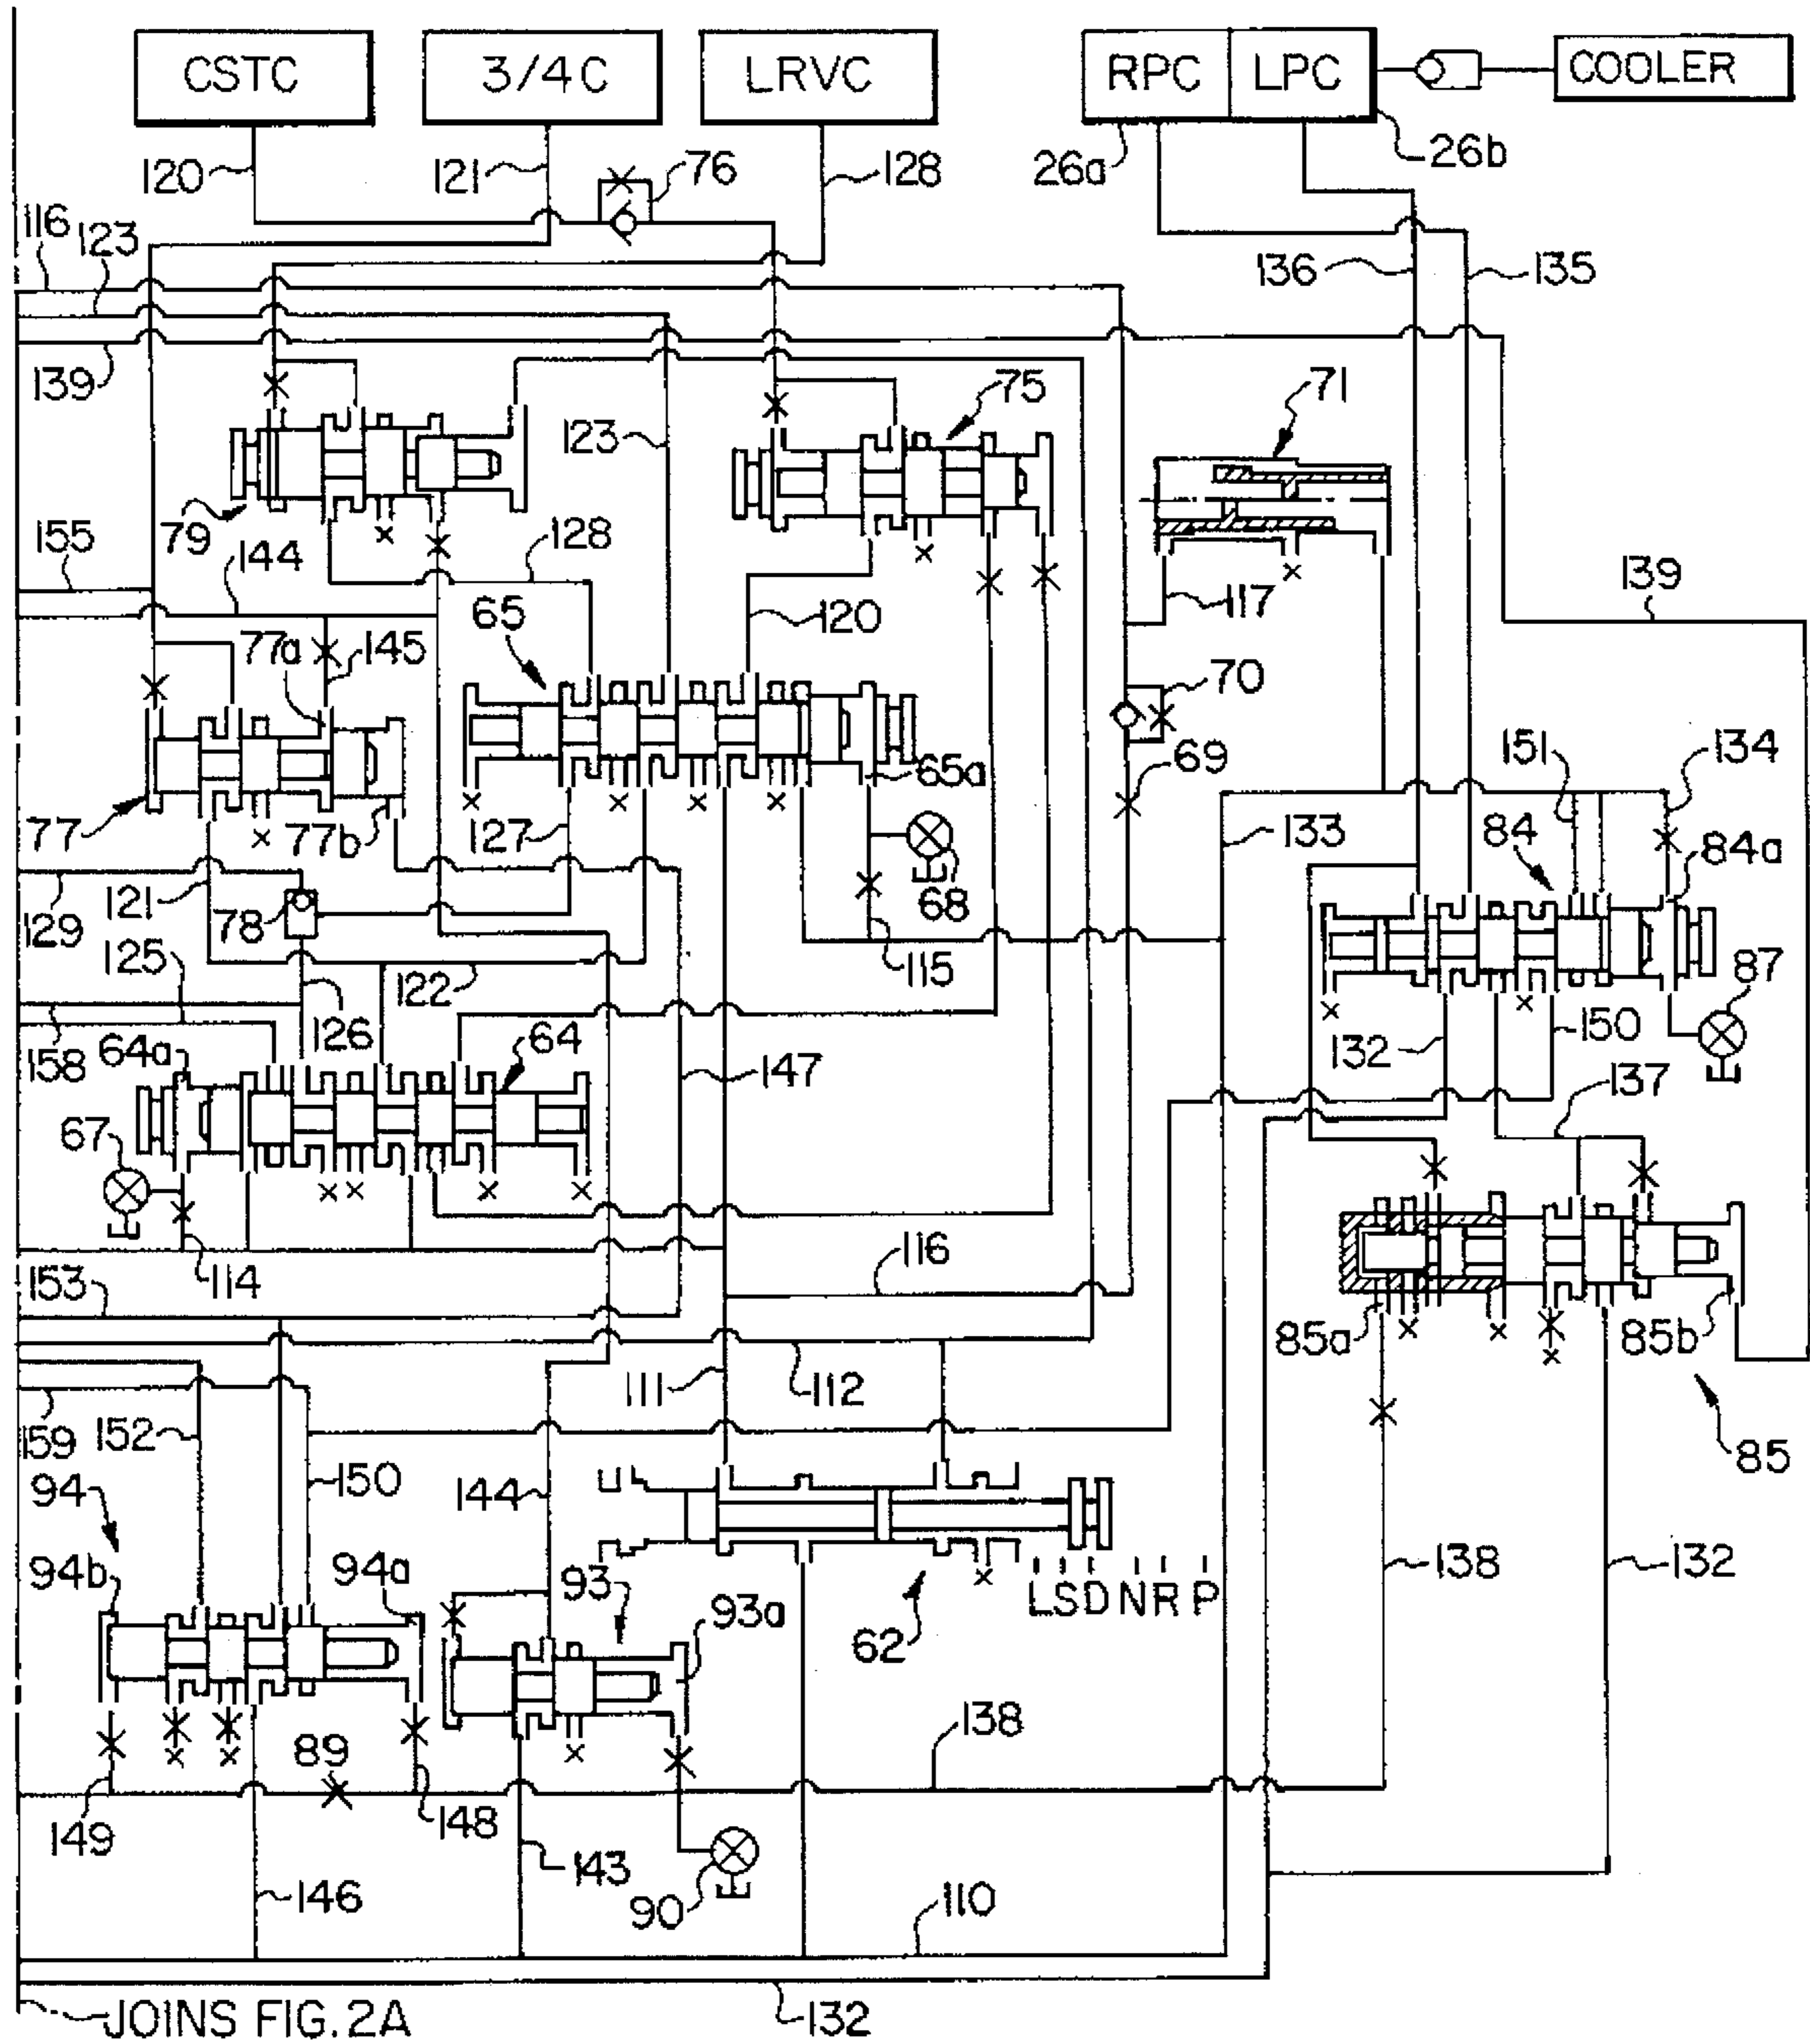 CSTC 3/4C LRVC RPC LPC COOLER
120 121 76 128 26a 26b
116
123
136 135
139
75 71
123
79
155 144 128 139
65 120 117
77a 145
70
151 134
69
65a
77 77b 127 133 84 84a
121 78 68
129
125 115 87
122
126 150
158 64a 64 132
147 137
67
116
114
153 85a 85b
111 112
159 152
85
94 150 144
94b 94a 93 138 132
93a LSDNRP
62
89 138
149 148
143
146 90 110
JOINS FIG.2A 132